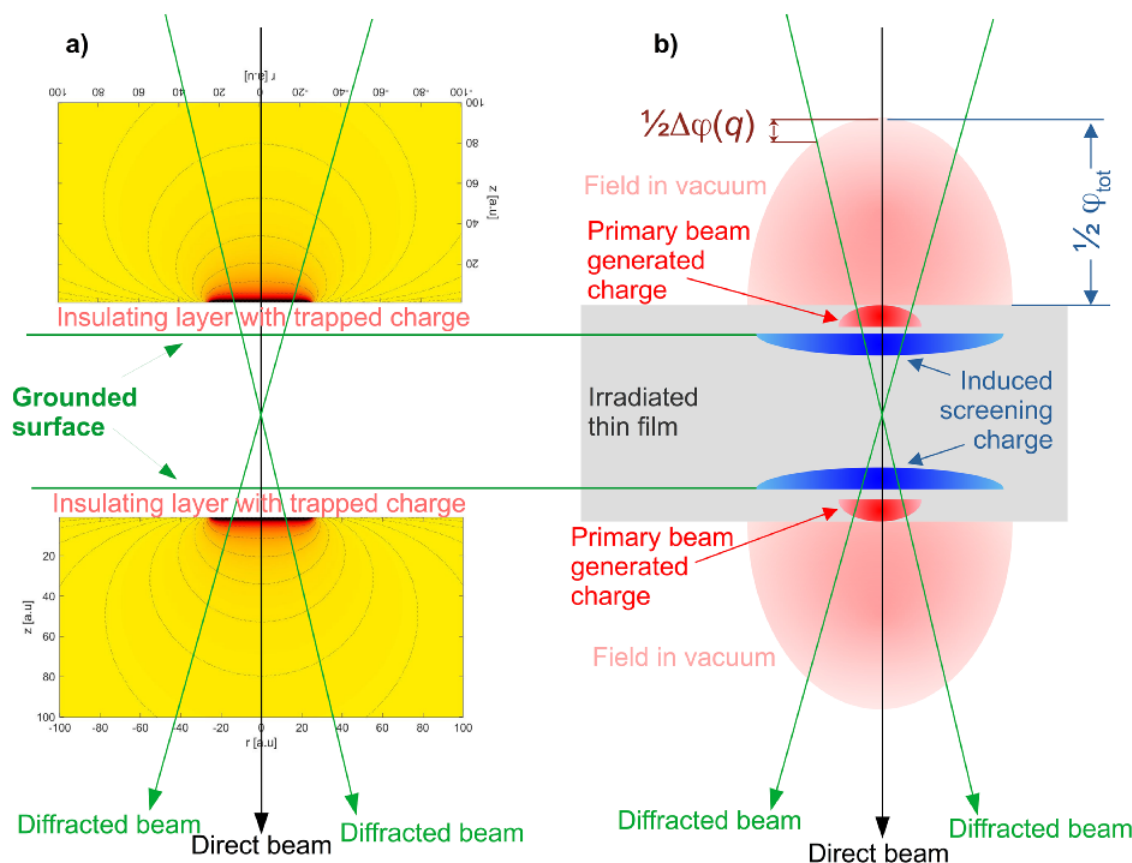 a)
r [a.u]
100 80 60 40 20 0 -20 -40 -60 -80 -100
100
80
60
40
20
z [a.u]
Insulating layer with trapped charge
Grounded
surface
Insulating layer with trapped charge
20
40
60
80
100
z [a.u]
-100 -80 -60 -40 -20 0 20 40 60 80 100
r [a.u]
Diffracted beam
Direct beam
Diffracted beam
b)
½Δφ(q)
Field in vacuum
½ φtot
Primary beam
generated
charge
Irradiated
thin film
Induced
screening
charge
Primary beam
generated
charge
Field in vacuum
Diffracted beam
Direct beam
Diffracted beam